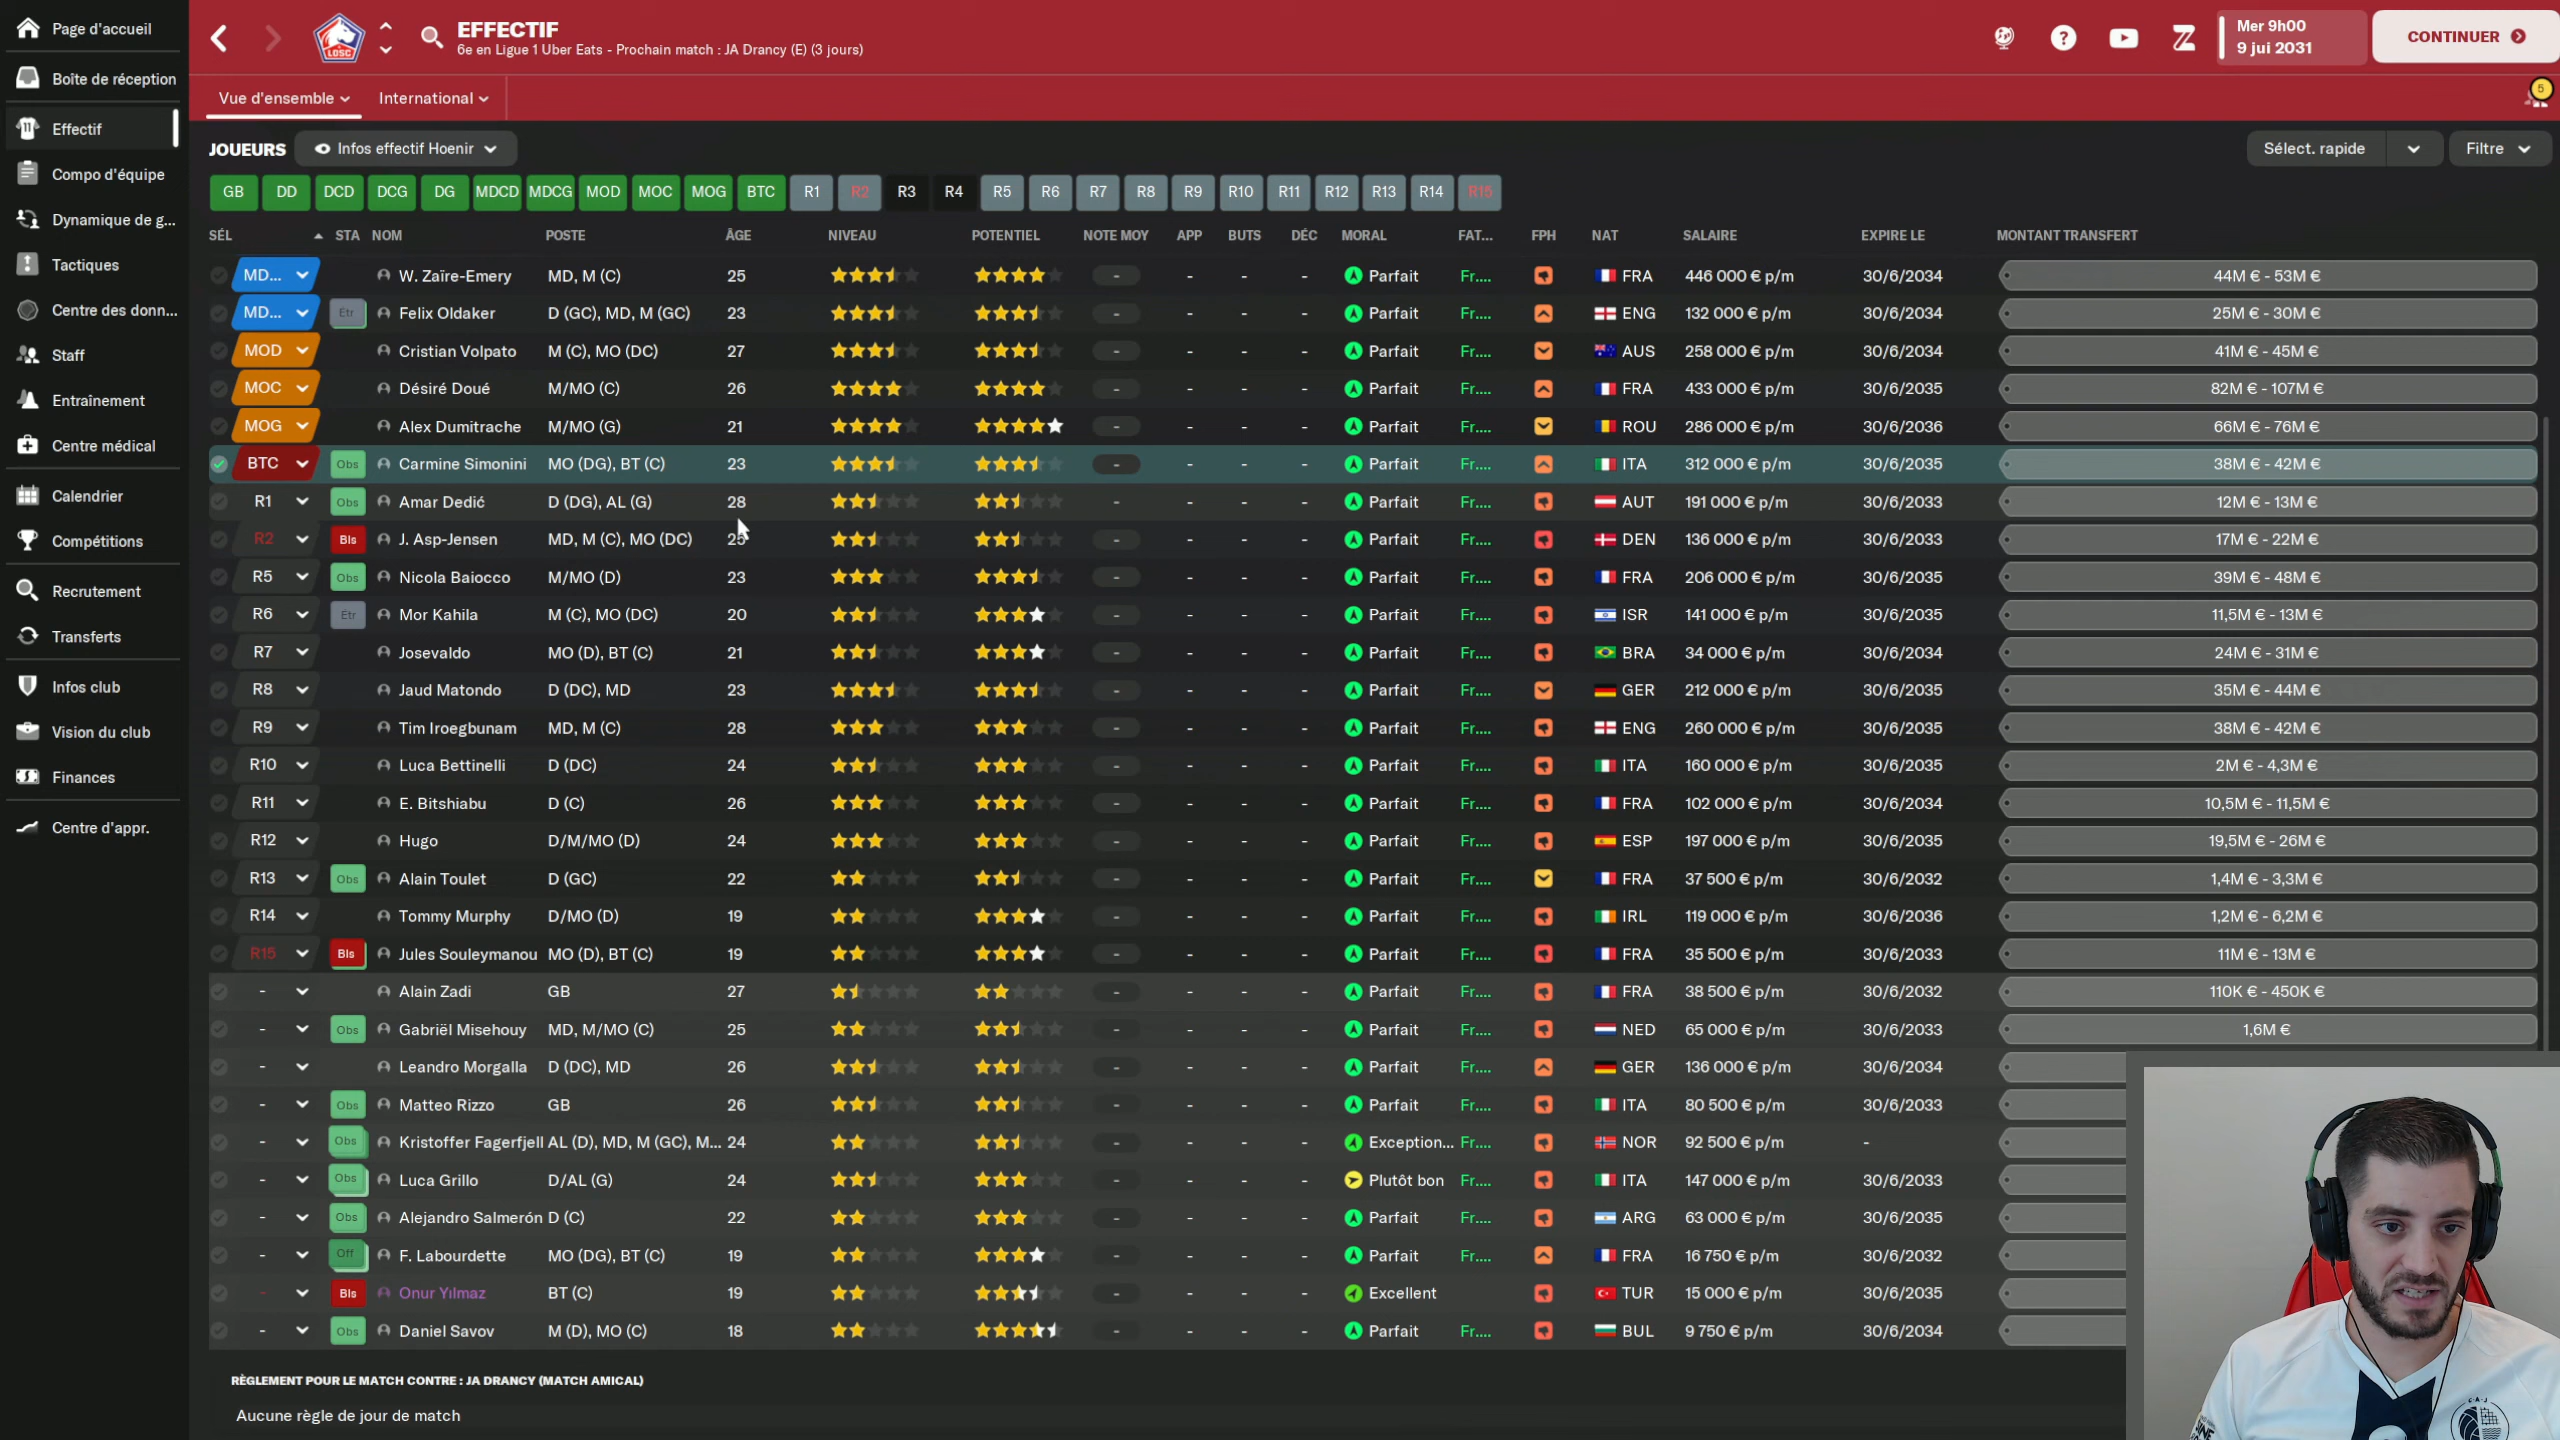 Page d'accueil
Boîte de réception
Effectif
Compo d'équipe
Dynamique de g...
Tactiques
Centre des donn...
Staff
Entraînement
Centre médical
Calendrier
Compétitions
Recrutement
Transferts
Infos club
Vision du club
Finances
Centre d'appr.
LOSC
EFFECTIF
6e en Ligue 1 Uber Eats - Prochain match : JA Drancy (E) (3 jours)
Mer 9h00
9 jui 2031
CONTINUER
Vue d'ensemble
International
5
JOUEURS
Infos effectif Hoenir
Sélect. rapide
Filtre
GB DD DCD DCG DG MDCD MDCG MOD MOC MOG BTC R1 R2 R3 R4 R5 R6 R7 R8 R9 R10 R11 R12 R13 R14 R15
SÉL STA NOM POSTE ÂGE NIVEAU POTENTIEL NOTE MOY APP BUTS DÉC MORAL FAT... FPH NAT SALAIRE EXPIRE LE MONTANT TRANSFERT
MD... W. Zaïre-Emery MD, M (C) 25 - - - - Parfait Fr.... FRA 446 000 € p/m 30/6/2034 44M € - 53M €
MD... Étr Felix Oldaker D (GC), MD, M (GC) 23 - - - - Parfait Fr.... ENG 132 000 € p/m 30/6/2034 25M € - 30M €
MOD Cristian Volpato M (C), MO (DC) 27 - - - - Parfait Fr.... AUS 258 000 € p/m 30/6/2034 41M € - 45M €
MOC Désiré Doué M/MO (C) 26 - - - - Parfait Fr.... FRA 433 000 € p/m 30/6/2035 82M € - 107M €
MOG Alex Dumitrache M/MO (G) 21 - - - - Parfait Fr.... ROU 286 000 € p/m 30/6/2036 66M € - 76M €
BTC Obs Carmine Simonini MO (DG), BT (C) 23 - - - - Parfait Fr.... ITA 312 000 € p/m 30/6/2035 38M € - 42M €
R1 Obs Amar Dedić D (DG), AL (G) 28 - - - - Parfait Fr.... AUT 191 000 € p/m 30/6/2033 12M € - 13M €
R2 Bls J. Asp-Jensen MD, M (C), MO (DC) 25 - - - - Parfait Fr.... DEN 136 000 € p/m 30/6/2033 17M € - 22M €
R5 Obs Nicola Baiocco M/MO (D) 23 - - - - Parfait Fr.... FRA 206 000 € p/m 30/6/2035 39M € - 48M €
R6 Étr Mor Kahila M (C), MO (DC) 20 - - - - Parfait Fr.... ISR 141 000 € p/m 30/6/2035 11,5M € - 13M €
R7 Josevaldo MO (D), BT (C) 21 - - - - Parfait Fr.... BRA 34 000 € p/m 30/6/2034 24M € - 31M €
R8 Jaud Matondo D (DC), MD 23 - - - - Parfait Fr.... GER 212 000 € p/m 30/6/2035 35M € - 44M €
R9 Tim Iroegbunam MD, M (C) 28 - - - - Parfait Fr.... ENG 260 000 € p/m 30/6/2035 38M € - 42M €
R10 Luca Bettinelli D (DC) 24 - - - - Parfait Fr.... ITA 160 000 € p/m 30/6/2035 2M € - 4,3M €
R11 E. Bitshiabu D (C) 26 - - - - Parfait Fr.... FRA 102 000 € p/m 30/6/2034 10,5M € - 11,5M €
R12 Hugo D/M/MO (D) 24 - - - - Parfait Fr.... ESP 197 000 € p/m 30/6/2035 19,5M € - 26M €
R13 Obs Alain Toulet D (GC) 22 - - - - Parfait Fr.... FRA 37 500 € p/m 30/6/2032 1,4M € - 3,3M €
R14 Tommy Murphy D/MO (D) 19 - - - - Parfait Fr.... IRL 119 000 € p/m 30/6/2036 1,2M € - 6,2M €
R15 Bls Jules Souleymanou MO (D), BT (C) 19 - - - - Parfait Fr.... FRA 35 500 € p/m 30/6/2033 11M € - 13M €
- Alain Zadi GB 27 - - - - Parfait Fr.... FRA 38 500 € p/m 30/6/2032 110K € - 450K €
- Obs Gabriël Misehouy MD, M/MO (C) 25 - - - - Parfait Fr.... NED 65 000 € p/m 30/6/2033 1,6M €
- Leandro Morgalla D (DC), MD 26 - - - - Parfait Fr.... GER 136 000 € p/m 30/6/2034
- Obs Matteo Rizzo GB 26 - - - - Parfait Fr.... ITA 80 500 € p/m 30/6/2033
- Obs Kristoffer Fagerfjell AL (D), MD, M (GC), M... 24 - - - - Exception... Fr.... NOR 92 500 € p/m -
- Obs Luca Grillo D/AL (G) 24 - - - - Plutôt bon Fr.... ITA 147 000 € p/m 30/6/2033
- Obs Alejandro Salmerón D (C) 22 - - - - Parfait Fr.... ARG 63 000 € p/m 30/6/2035
- Off F. Labourdette MO (DG), BT (C) 19 - - - - Parfait Fr.... FRA 16 750 € p/m 30/6/2032
- Bls Onur Yılmaz BT (C) 19 - - - - Excellent TUR 15 000 € p/m 30/6/2035
- Obs Daniel Savov M (D), MO (C) 18 - - - - Parfait Fr.... BUL 9 750 € p/m 30/6/2034
RÈGLEMENT POUR LE MATCH CONTRE : JA DRANCY (MATCH AMICAL)
Aucune règle de jour de match